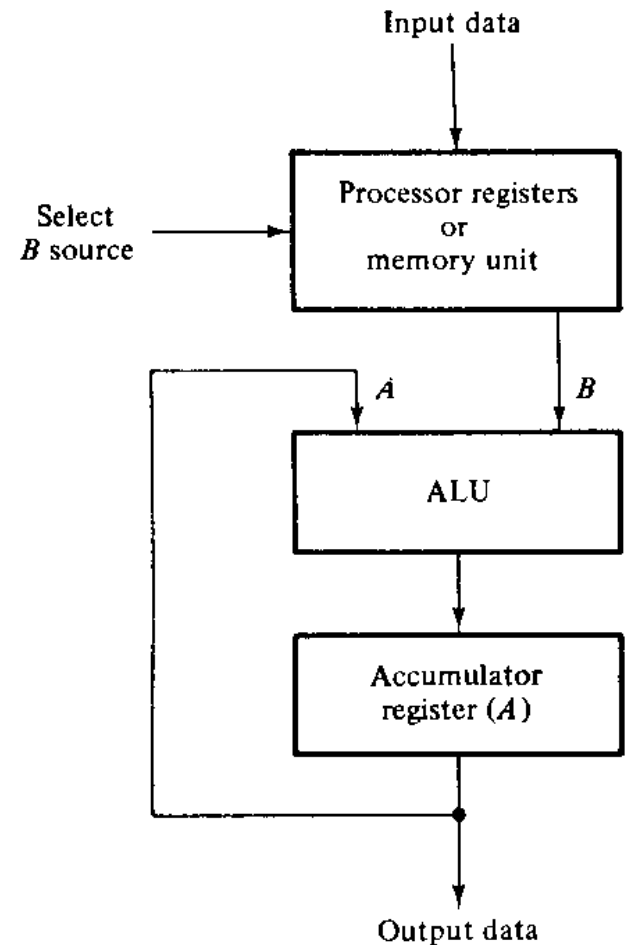 Input data
Processor registers
or
memory unit
Select
B source
A
B
ALU
Accumulator
register (A)
Output data